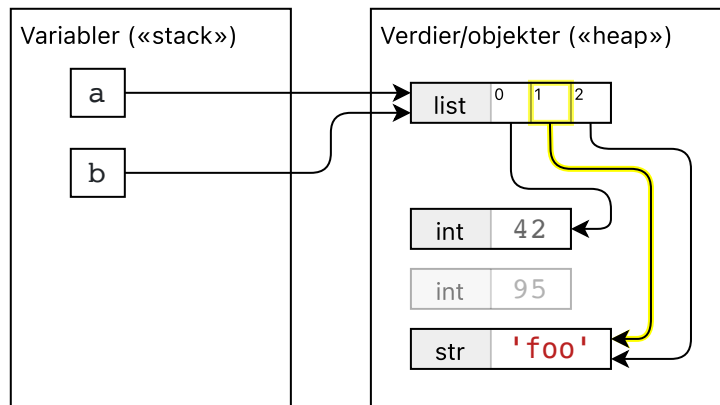 Variabler («stack»)
Verdier/objekter («heap»)
a
list
0
1
2
b
int
42
int
95
str
'foo'